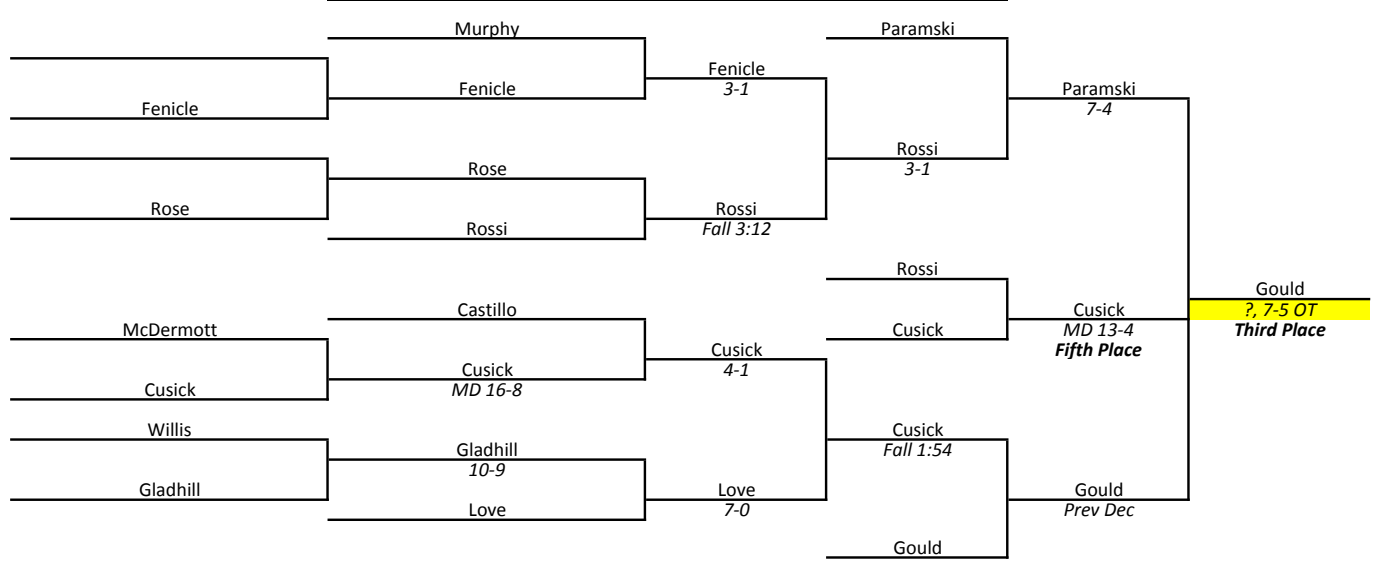 Murphy
Paramski
Fenicle
3-1
Fenicle
Paramski
7-4
Fenicle
Rossi
3-1
Rose
Rose
Rossi
Fall 3:12
Rossi
Rossi
Gould
?, 7-5 OT
Third Place
Castillo
Cusick
MD 13-4
Fifth Place
McDermott
Cusick
Cusick
4-1
Cusick
MD 16-8
Cusick
Willis
Cusick
Fall 1:54
Gladhill
10-9
Gladhill
Love
7-0
Gould
Prev Dec
Love
Gould